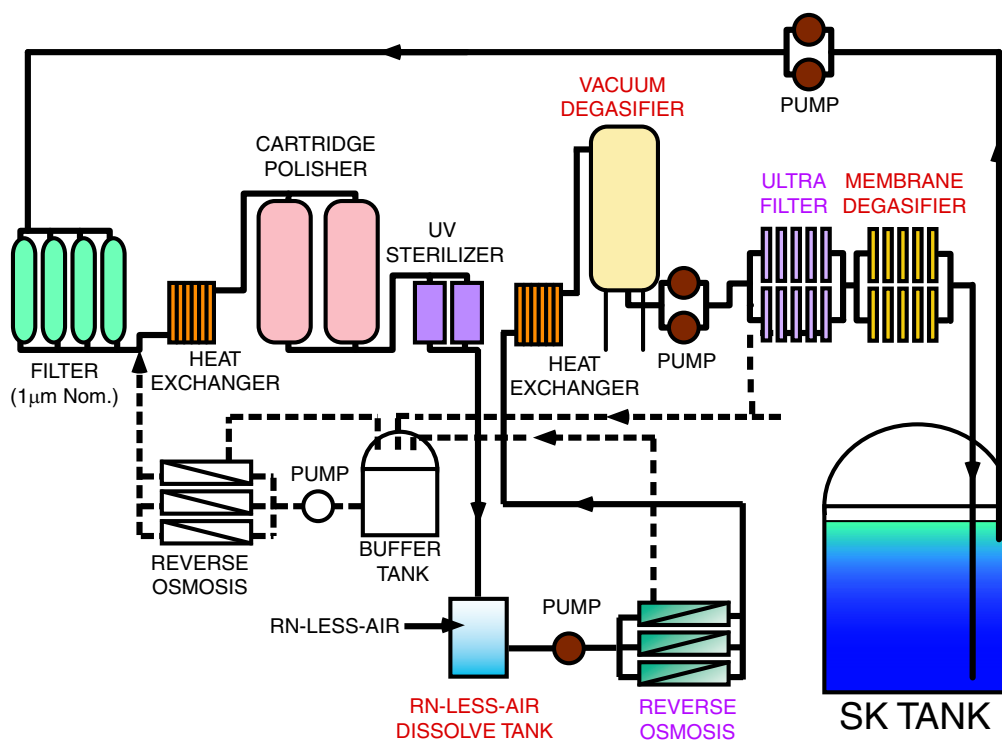 PUMP
VACUUM
DEGASIFIER
CARTRIDGE
POLISHER
ULTRA
FILTER
MEMBRANE
DEGASIFIER
UV
STERILIZER
FILTER
(1μm Nom.)
HEAT
EXCHANGER
HEAT
EXCHANGER
PUMP
PUMP
REVERSE
OSMOSIS
BUFFER
TANK
RN-LESS-AIR
PUMP
RN-LESS-AIR
DISSOLVE TANK
REVERSE
OSMOSIS
SK TANK